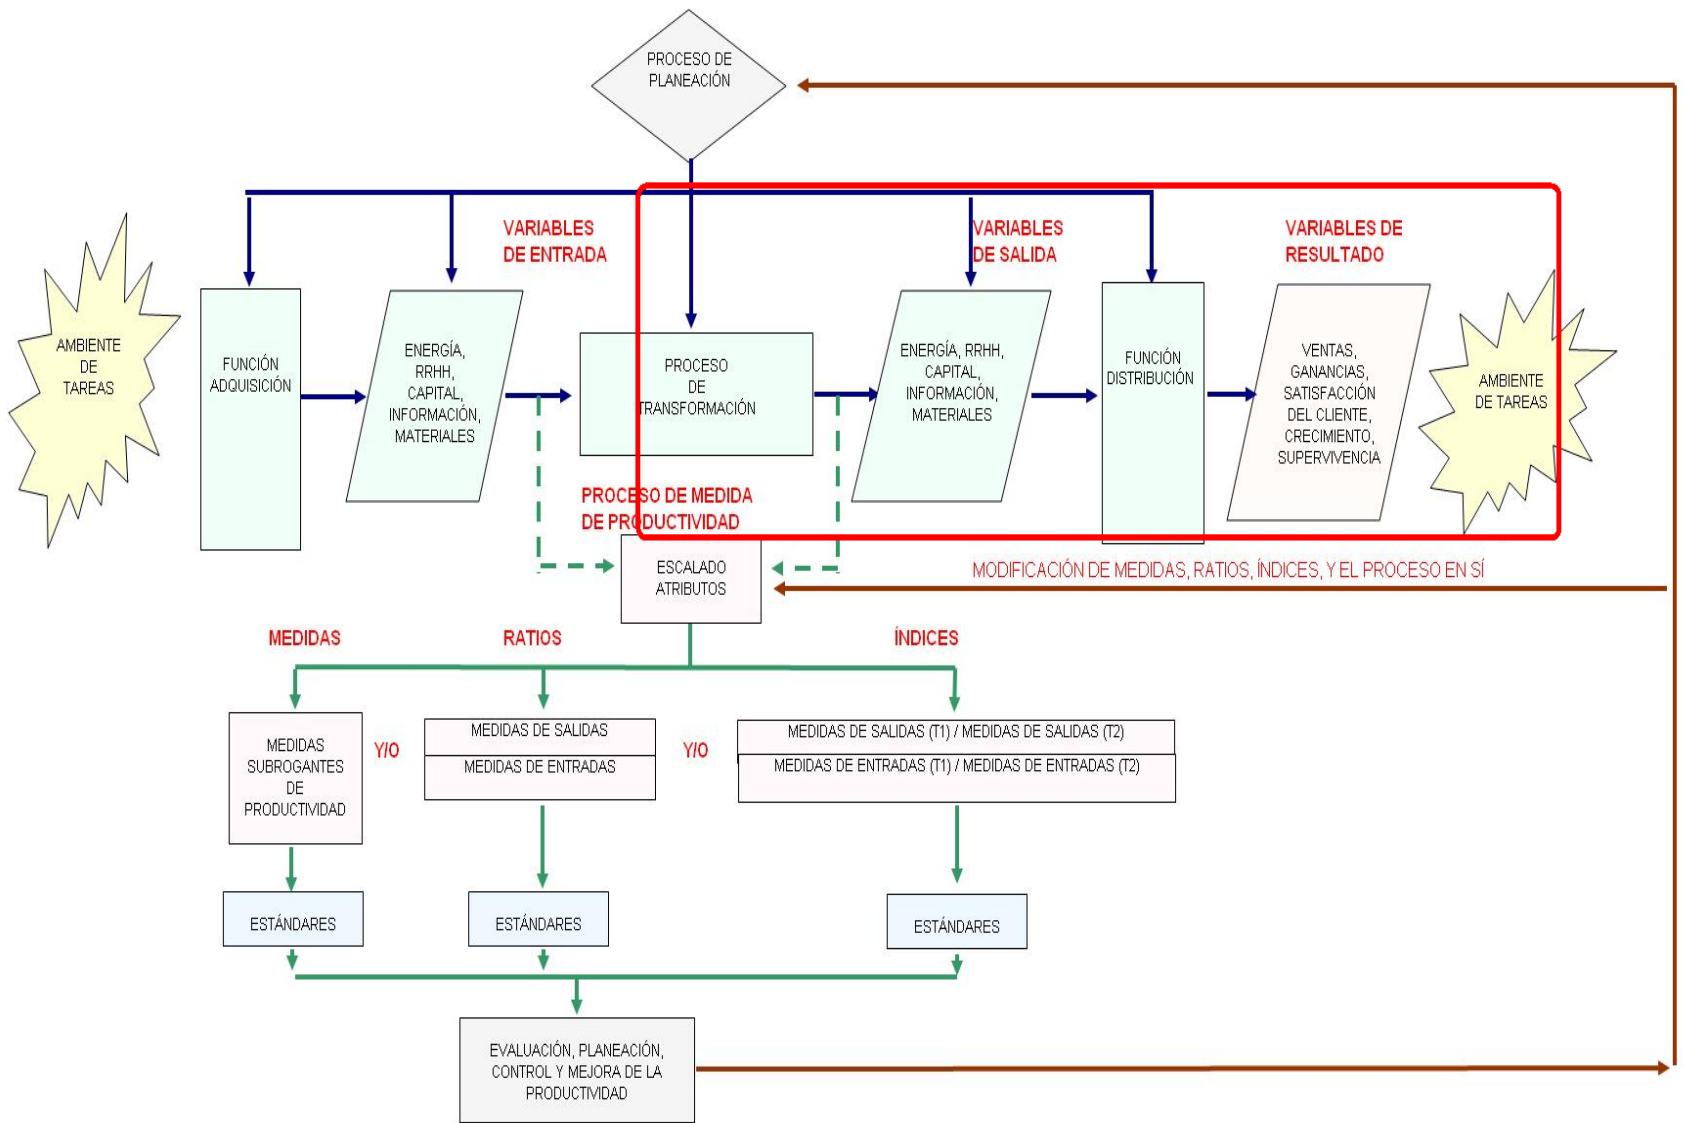 PROCESO DE
PLANEACIÓN
VARIABLES
DE ENTRADA
VARIABLES
DE SALIDA
VARIABLES DE
RESULTADO
AMBIENTE
DE
TAREAS
FUNCIÓN
ADQUISICIÓN
ENERGÍA,
RRHH,
CAPITAL,
INFORMACIÓN,
MATERIALES
PROCESO
DE
TRANSFORMACIÓN
ENERGÍA, RRHH,
CAPITAL,
INFORMACIÓN,
MATERIALES
FUNCIÓN
DISTRIBUCIÓN
VENTAS,
GANANCIAS,
SATISFACCIÓN
DEL CLIENTE,
CRECIMIENTO,
SUPERVIVENCIA
AMBIENTE
DE TAREAS
PROCESO DE MEDIDA
DE PRODUCTIVIDAD
ESCALADO
ATRIBUTOS
MODIFICACIÓN DE MEDIDAS, RATIOS, ÍNDICES, Y EL PROCESO EN SÍ
MEDIDAS
RATIOS
ÍNDICES
MEDIDAS
SUBROGANTES
DE
PRODUCTIVIDAD
Y/O
MEDIDAS DE SALIDAS
MEDIDAS DE ENTRADAS
Y/O
MEDIDAS DE SALIDAS (T1) / MEDIDAS DE SALIDAS (T2)
MEDIDAS DE ENTRADAS (T1) / MEDIDAS DE ENTRADAS (T2)
ESTÁNDARES
ESTÁNDARES
ESTÁNDARES
EVALUACIÓN, PLANEACIÓN,
CONTROL Y MEJORA DE LA
PRODUCTIVIDAD